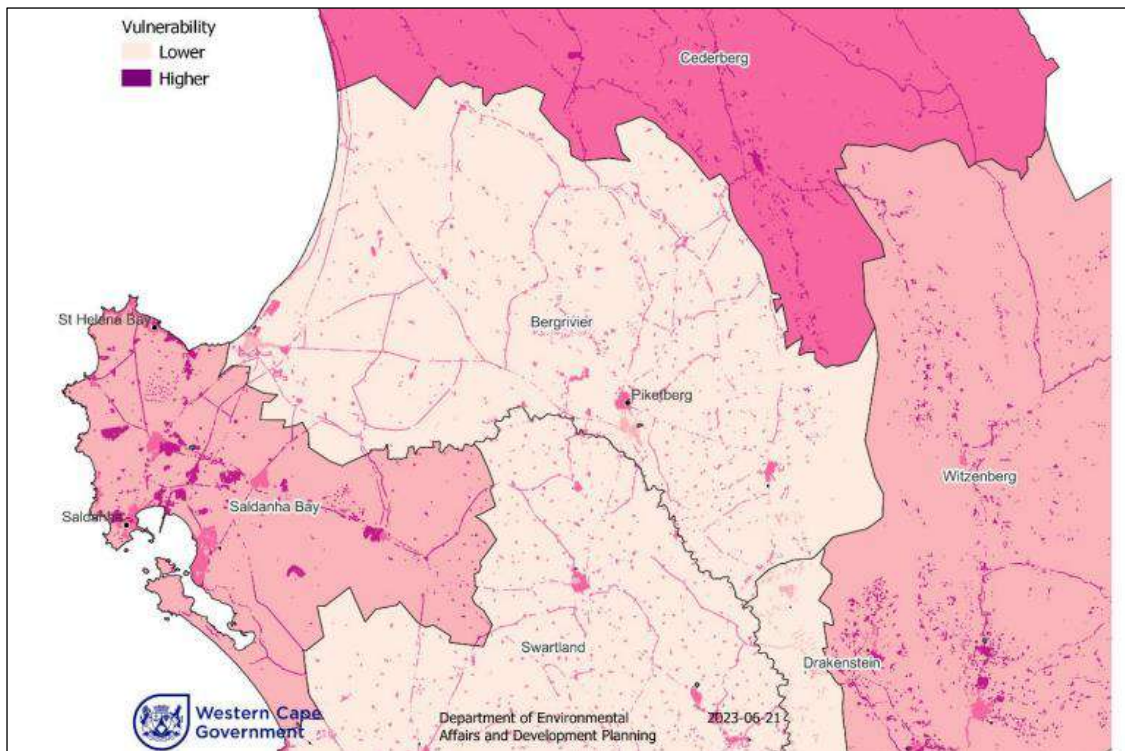 Vulnerability
Lower
Higher
Cederberg
St Helena Bay
Bergrivier
Piketberg
Witzenberg
Saldanha Bay
Saldanha
Swartland
Drakenstein
Western Cape
Government
Department of Environmental
Affairs and Development Planning
2023-06-21